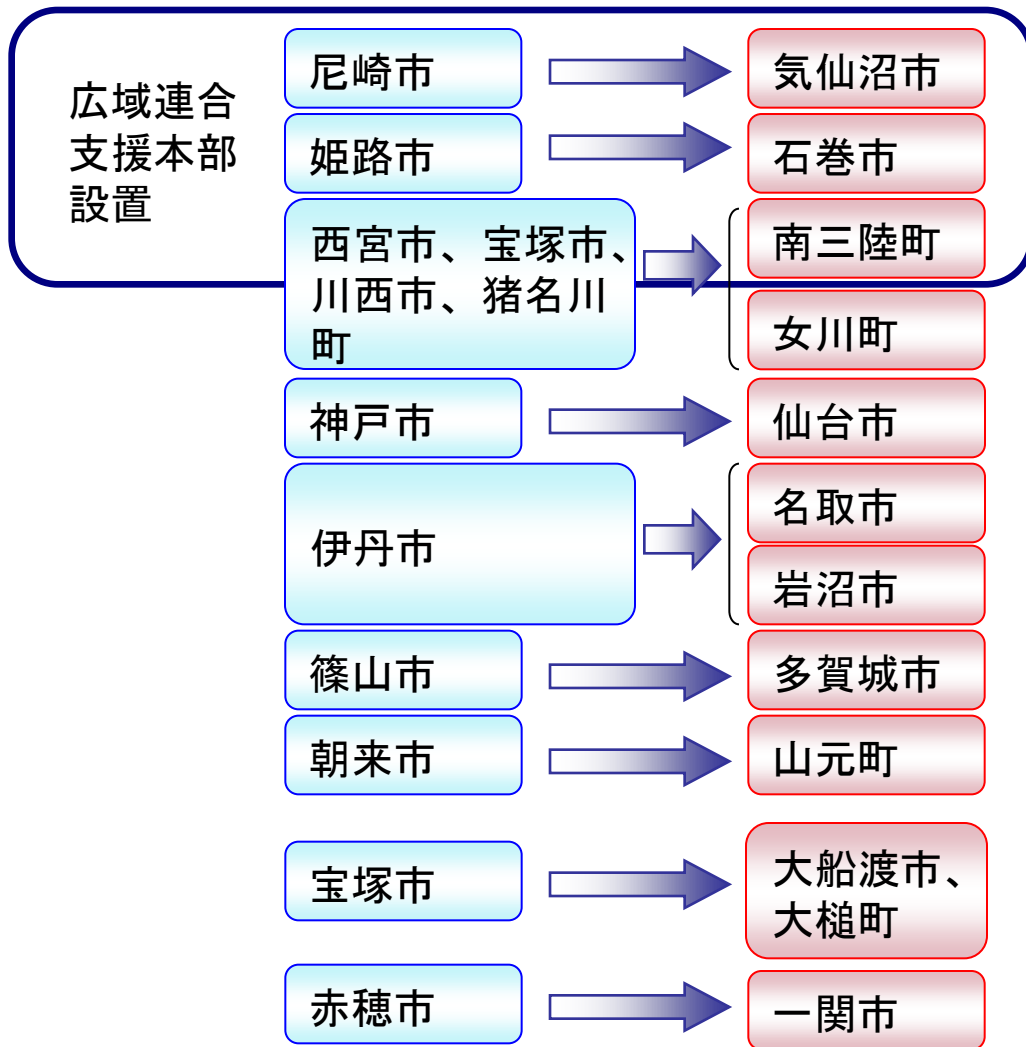 広域連合
支援本部
設置
尼崎市
気仙沼市
姫路市
石巻市
西宮市、宝塚市、
川西市、猪名川
町
南三陸町
女川町
神戸市
仙台市
伊丹市
名取市
岩沼市
篠山市
多賀城市
朝来市
山元町
宝塚市
大船渡市、
大槌町
赤穂市
一関市